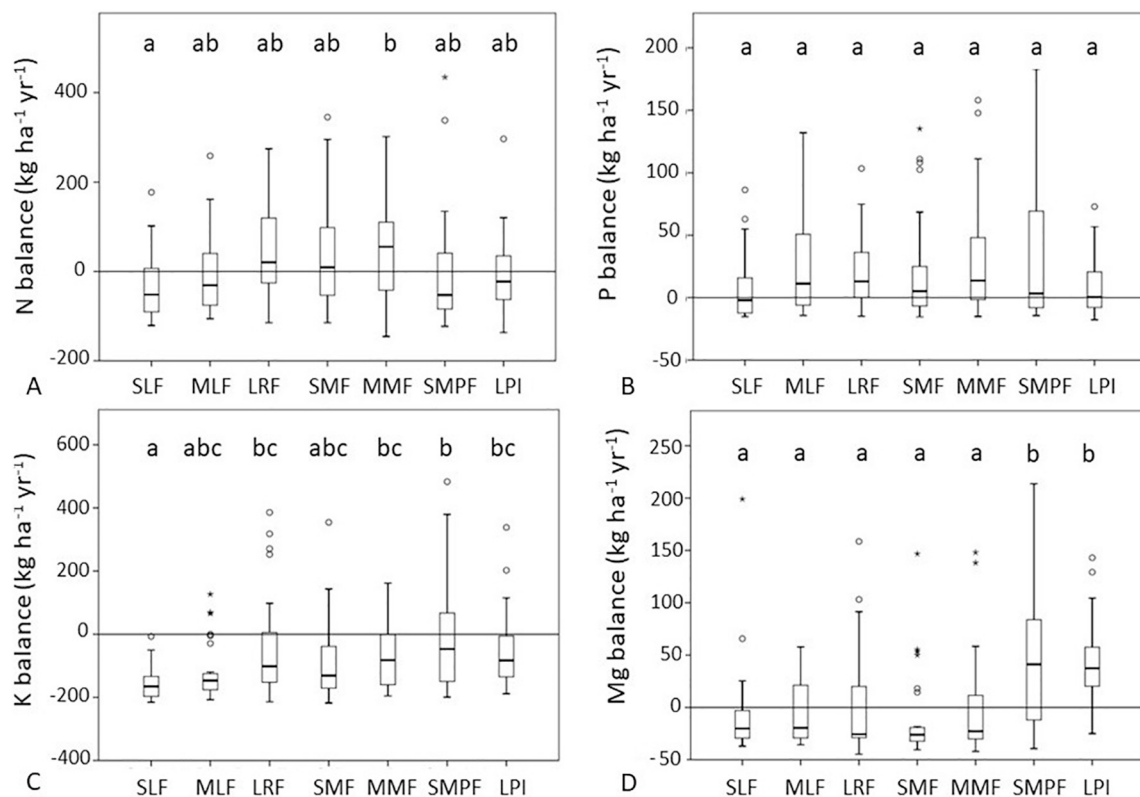 a ab ab ab b ab ab
N balance (kg ha⁻¹ yr⁻¹)
400
200
0
-200
SLF MLF LRF SMF MMF SMPF LPI
A
a a a a a a a
P balance (kg ha⁻¹ yr⁻¹)
200
150
100
50
0
-50
SLF MLF LRF SMF MMF SMPF LPI
B
a abc bc abc bc b bc
K balance (kg ha⁻¹ yr⁻¹)
600
400
200
0
-200
-400
SLF MLF LRF SMF MMF SMPF LPI
C
a a a a a b b
Mg balance (kg ha⁻¹ yr⁻¹)
250
200
150
100
50
0
-50
SLF MLF LRF SMF MMF SMPF LPI
D